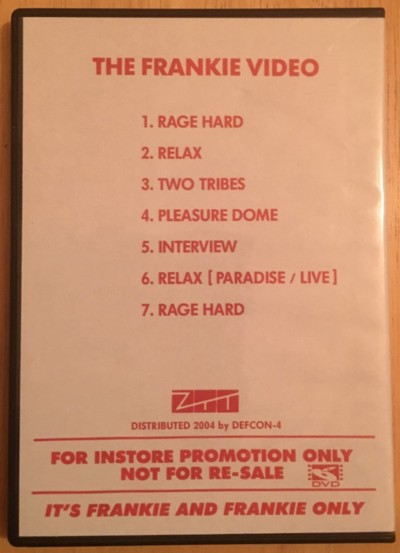 THE FRANKIE VIDEO
1. RAGE HARD
2. RELAX
3. TWO TRIBES
4. PLEASURE DOME
5. INTERVIEW
6. RELAX [ PARADISE / LIVE ]
7. RAGE HARD
ZTT
DISTRIBUTED 2004 by DEFCON-4
FOR INSTORE PROMOTION ONLY
NOT FOR RE-SALE
DVD
IT'S FRANKIE AND FRANKIE ONLY